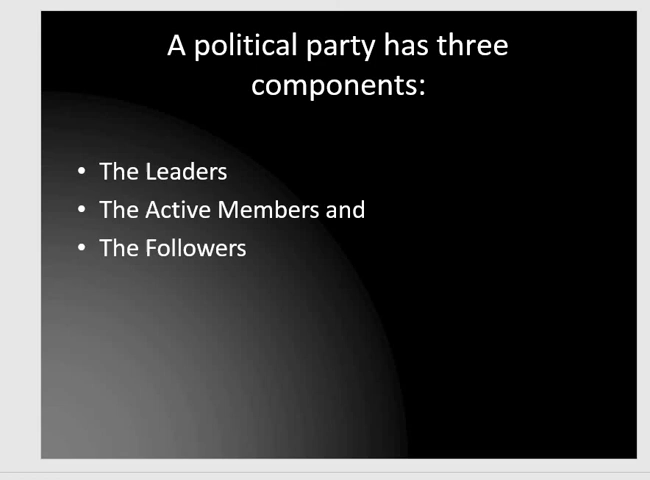 A political party has three
components:
• The Leaders
• The Active Members and
• The Followers